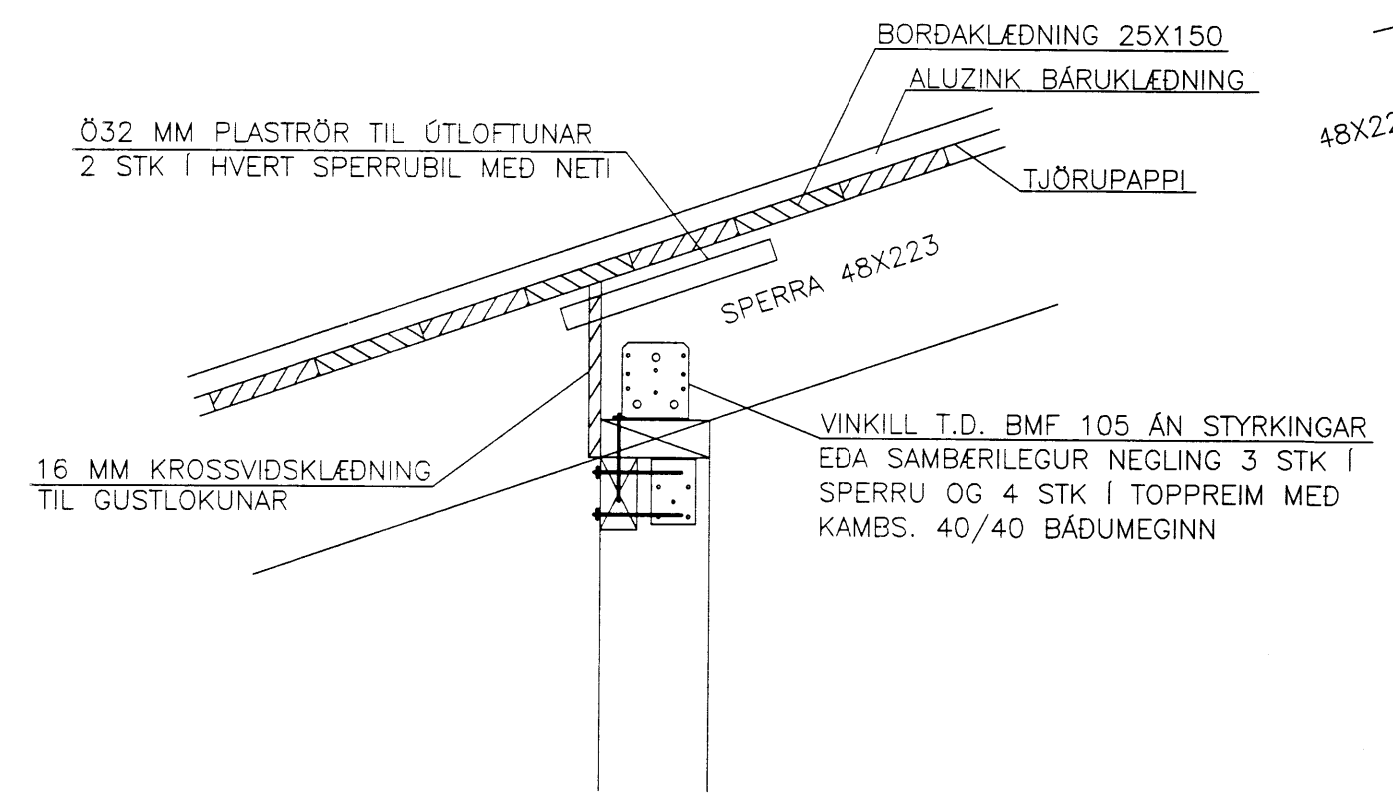 BORÐAKLÆÐNING 25X150
ALUZINK BÁRUKLÆÐNING
Ö32 MM PLASTRÖR TIL ÚTLOFTUNAR
2 STK Í HVERT SPERRUBIL MEÐ NETI
48X22
TJÖRUPAPPI
SPERRA 48X223
VINKILL T.D. BMF 105 ÁN STYRKINGAR
EÐA SAMBÆRILEGUR NEGLING 3 STK Í
SPERRU OG 4 STK Í TOPPREIM MEÐ
KAMBS. 40/40 BÁÐUMEGINN
16 MM KROSSVIÐSKLÆÐNING
TIL GUSTLOKUNAR